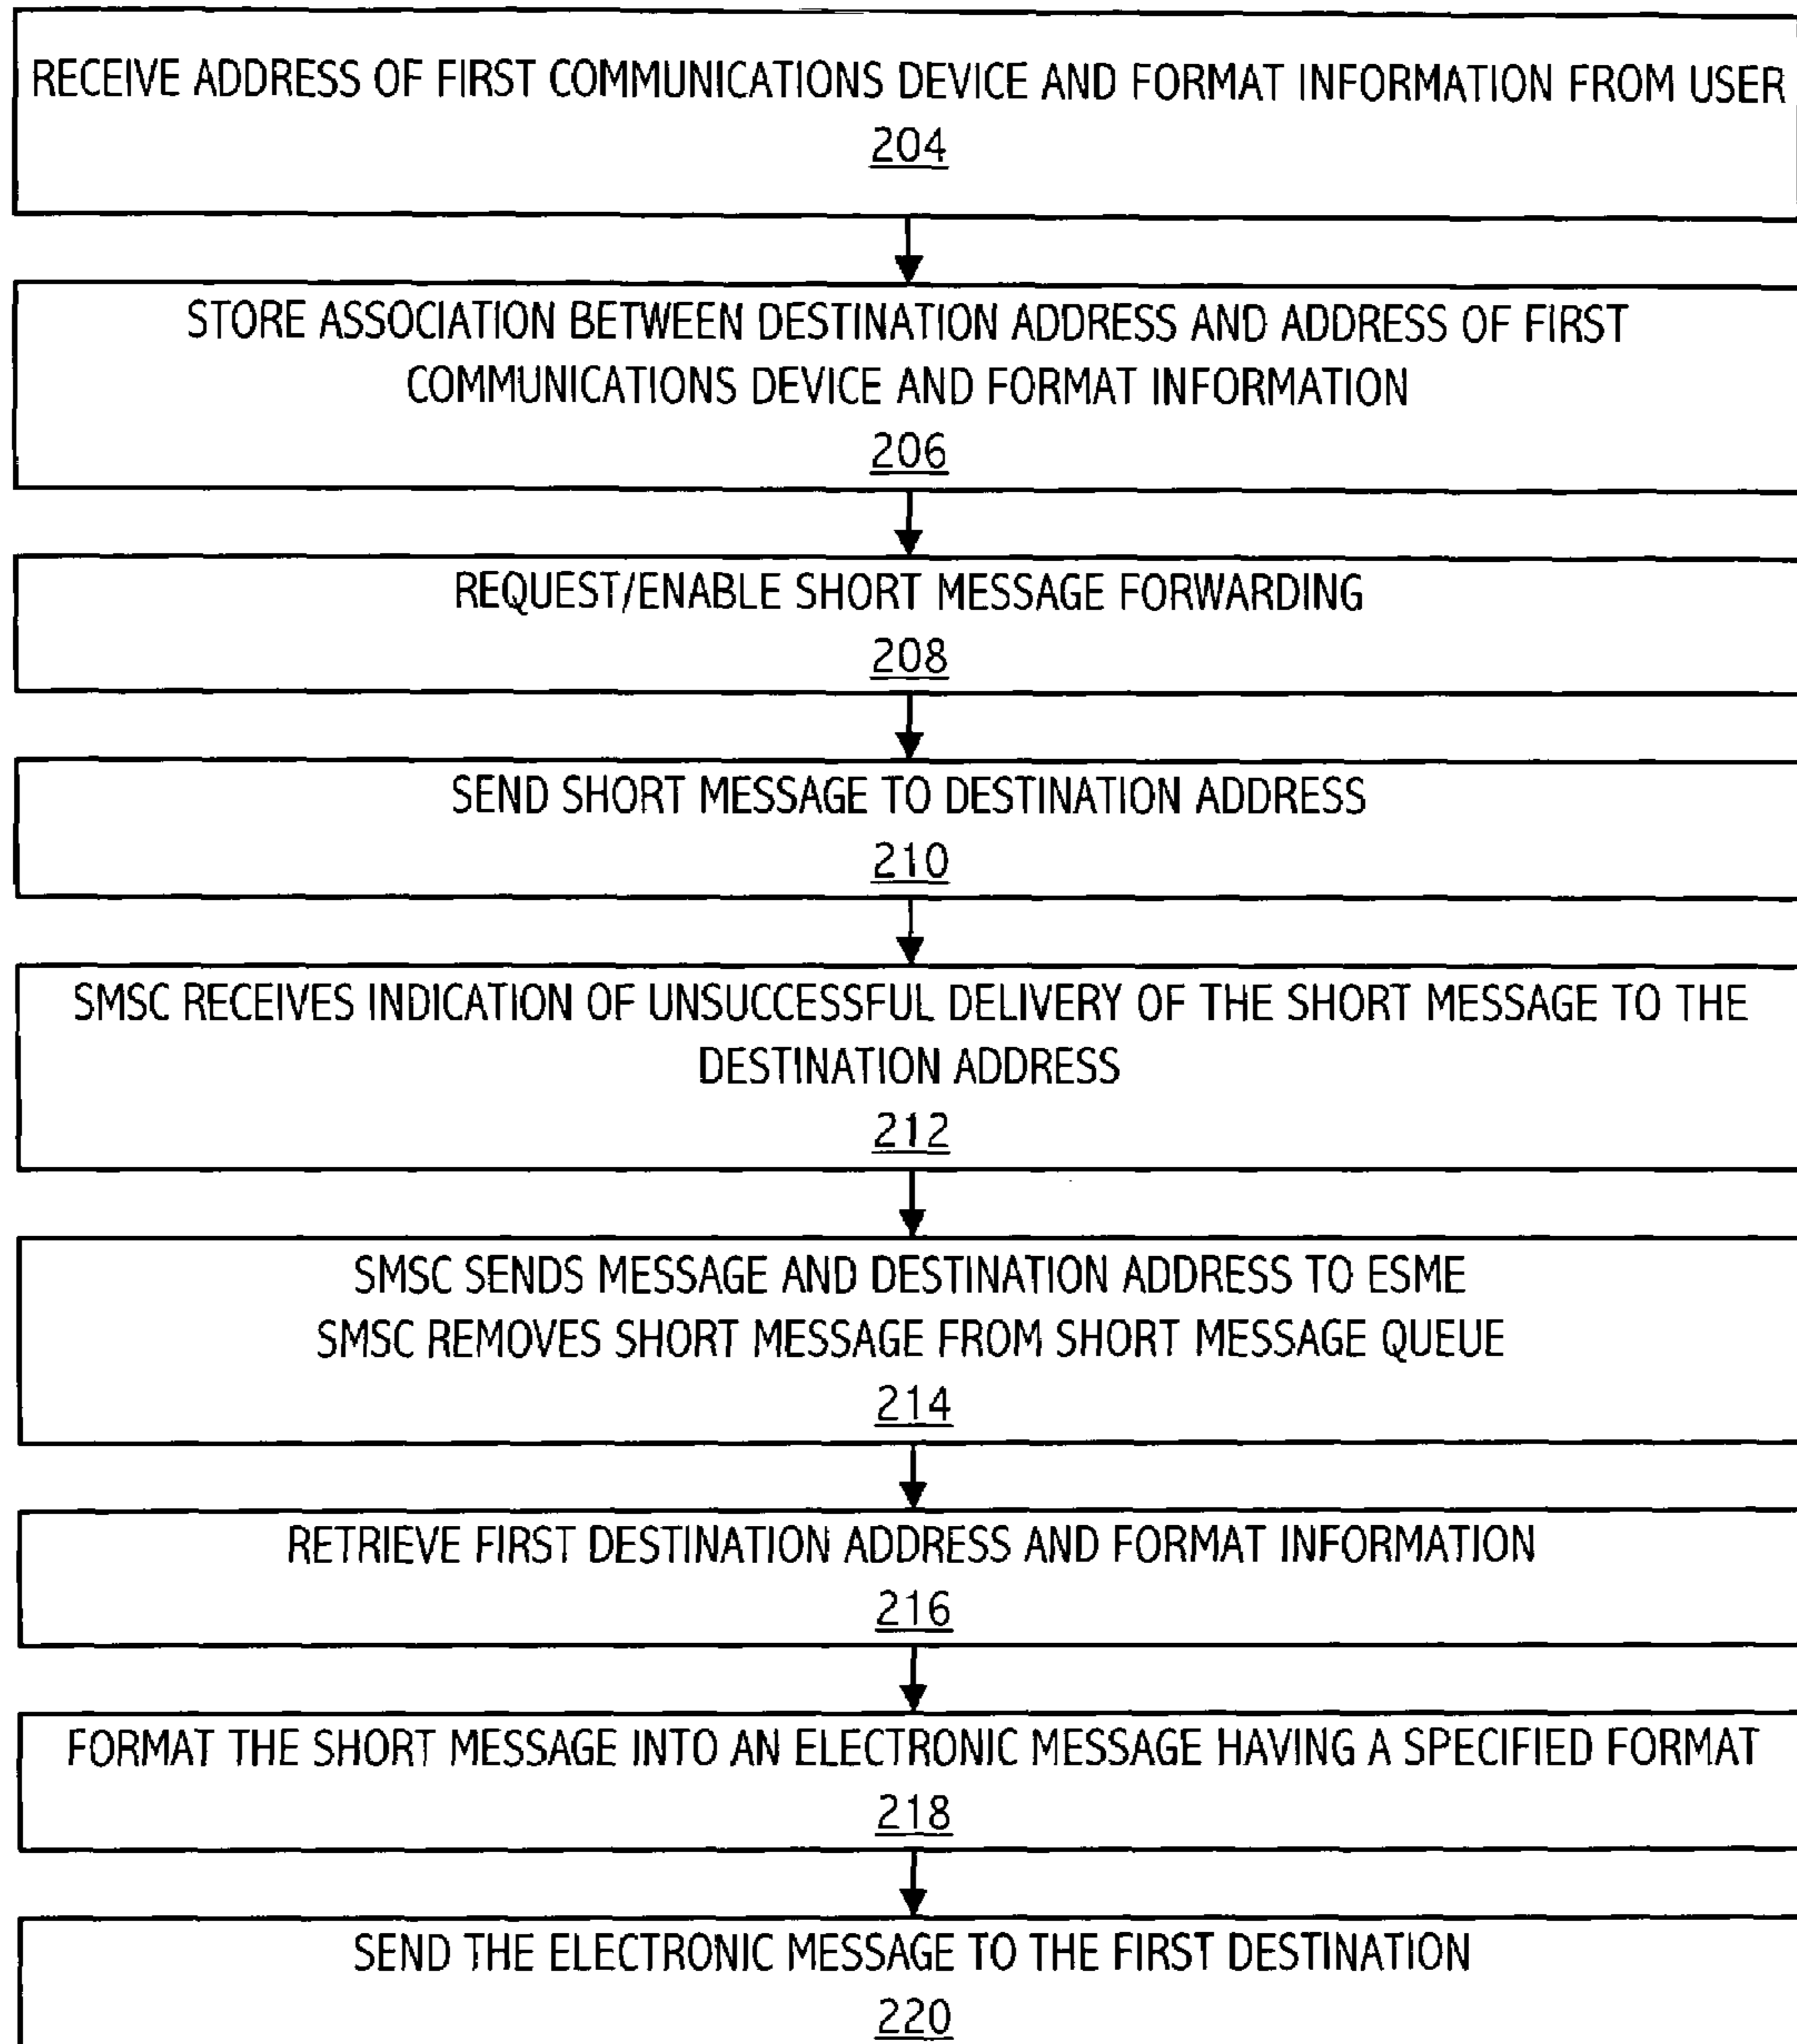 RECEIVE ADDRESS OF FIRST COMMUNICATIONS DEVICE AND FORMAT INFORMATION FROM USER
204
STORE ASSOCIATION BETWEEN DESTINATION ADDRESS AND ADDRESS OF FIRST
COMMUNICATIONS DEVICE AND FORMAT INFORMATION
206
REQUEST/ENABLE SHORT MESSAGE FORWARDING
208
SEND SHORT MESSAGE TO DESTINATION ADDRESS
210
SMSC RECEIVES INDICATION OF UNSUCCESSFUL DELIVERY OF THE SHORT MESSAGE TO THE
DESTINATION ADDRESS
212
SMSC SENDS MESSAGE AND DESTINATION ADDRESS TO ESME
SMSC REMOVES SHORT MESSAGE FROM SHORT MESSAGE QUEUE
214
RETRIEVE FIRST DESTINATION ADDRESS AND FORMAT INFORMATION
216
FORMAT THE SHORT MESSAGE INTO AN ELECTRONIC MESSAGE HAVING A SPECIFIED FORMAT
218
SEND THE ELECTRONIC MESSAGE TO THE FIRST DESTINATION
220